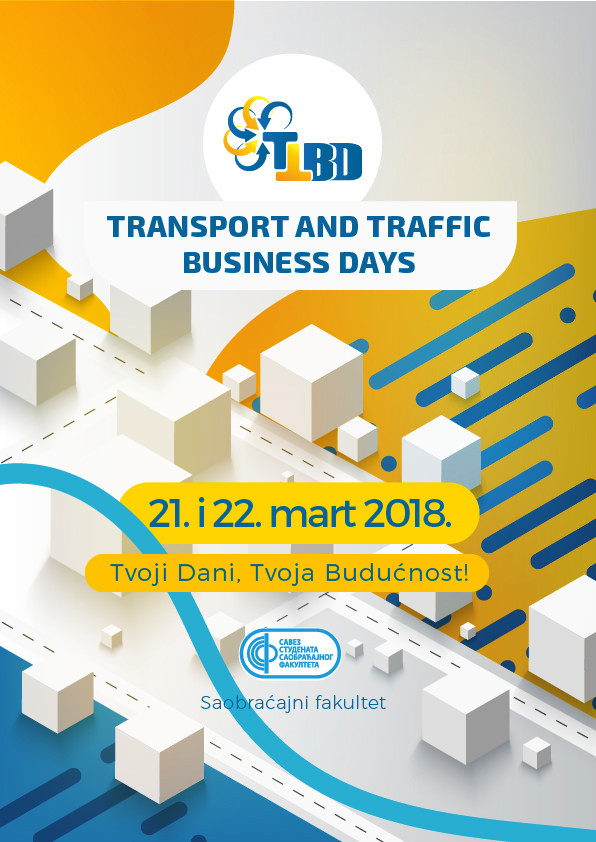 TTBD
TRANSPORT AND TRAFFIC
BUSINESS DAYS
21. i 22. mart 2018.
Tvoji Dani, Tvoja Budućnost!
САВЕЗ
СТУДЕНАТА
САОБРАЋАЈНОГ
ФАКУЛТЕТА
Saobraćajni fakultet